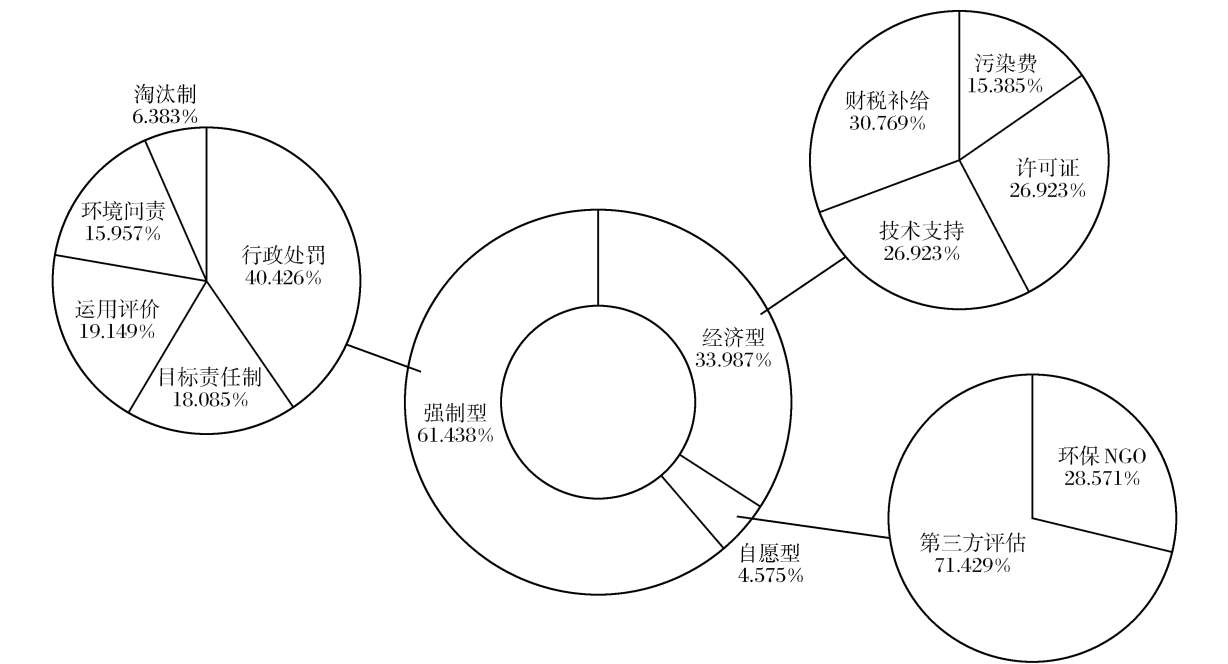 淘汰制
6.383%
环境问责
15.957%
行政处罚
40.426%
运用评价
19.149%
目标责任制
18.085%
强制型
61.438%
经济型
33.987%
自愿型
4.575%
污染费
15.385%
财税补给
30.769%
许可证
26.923%
技术支持
26.923%
环保 NGO
28.571%
第三方评估
71.429%